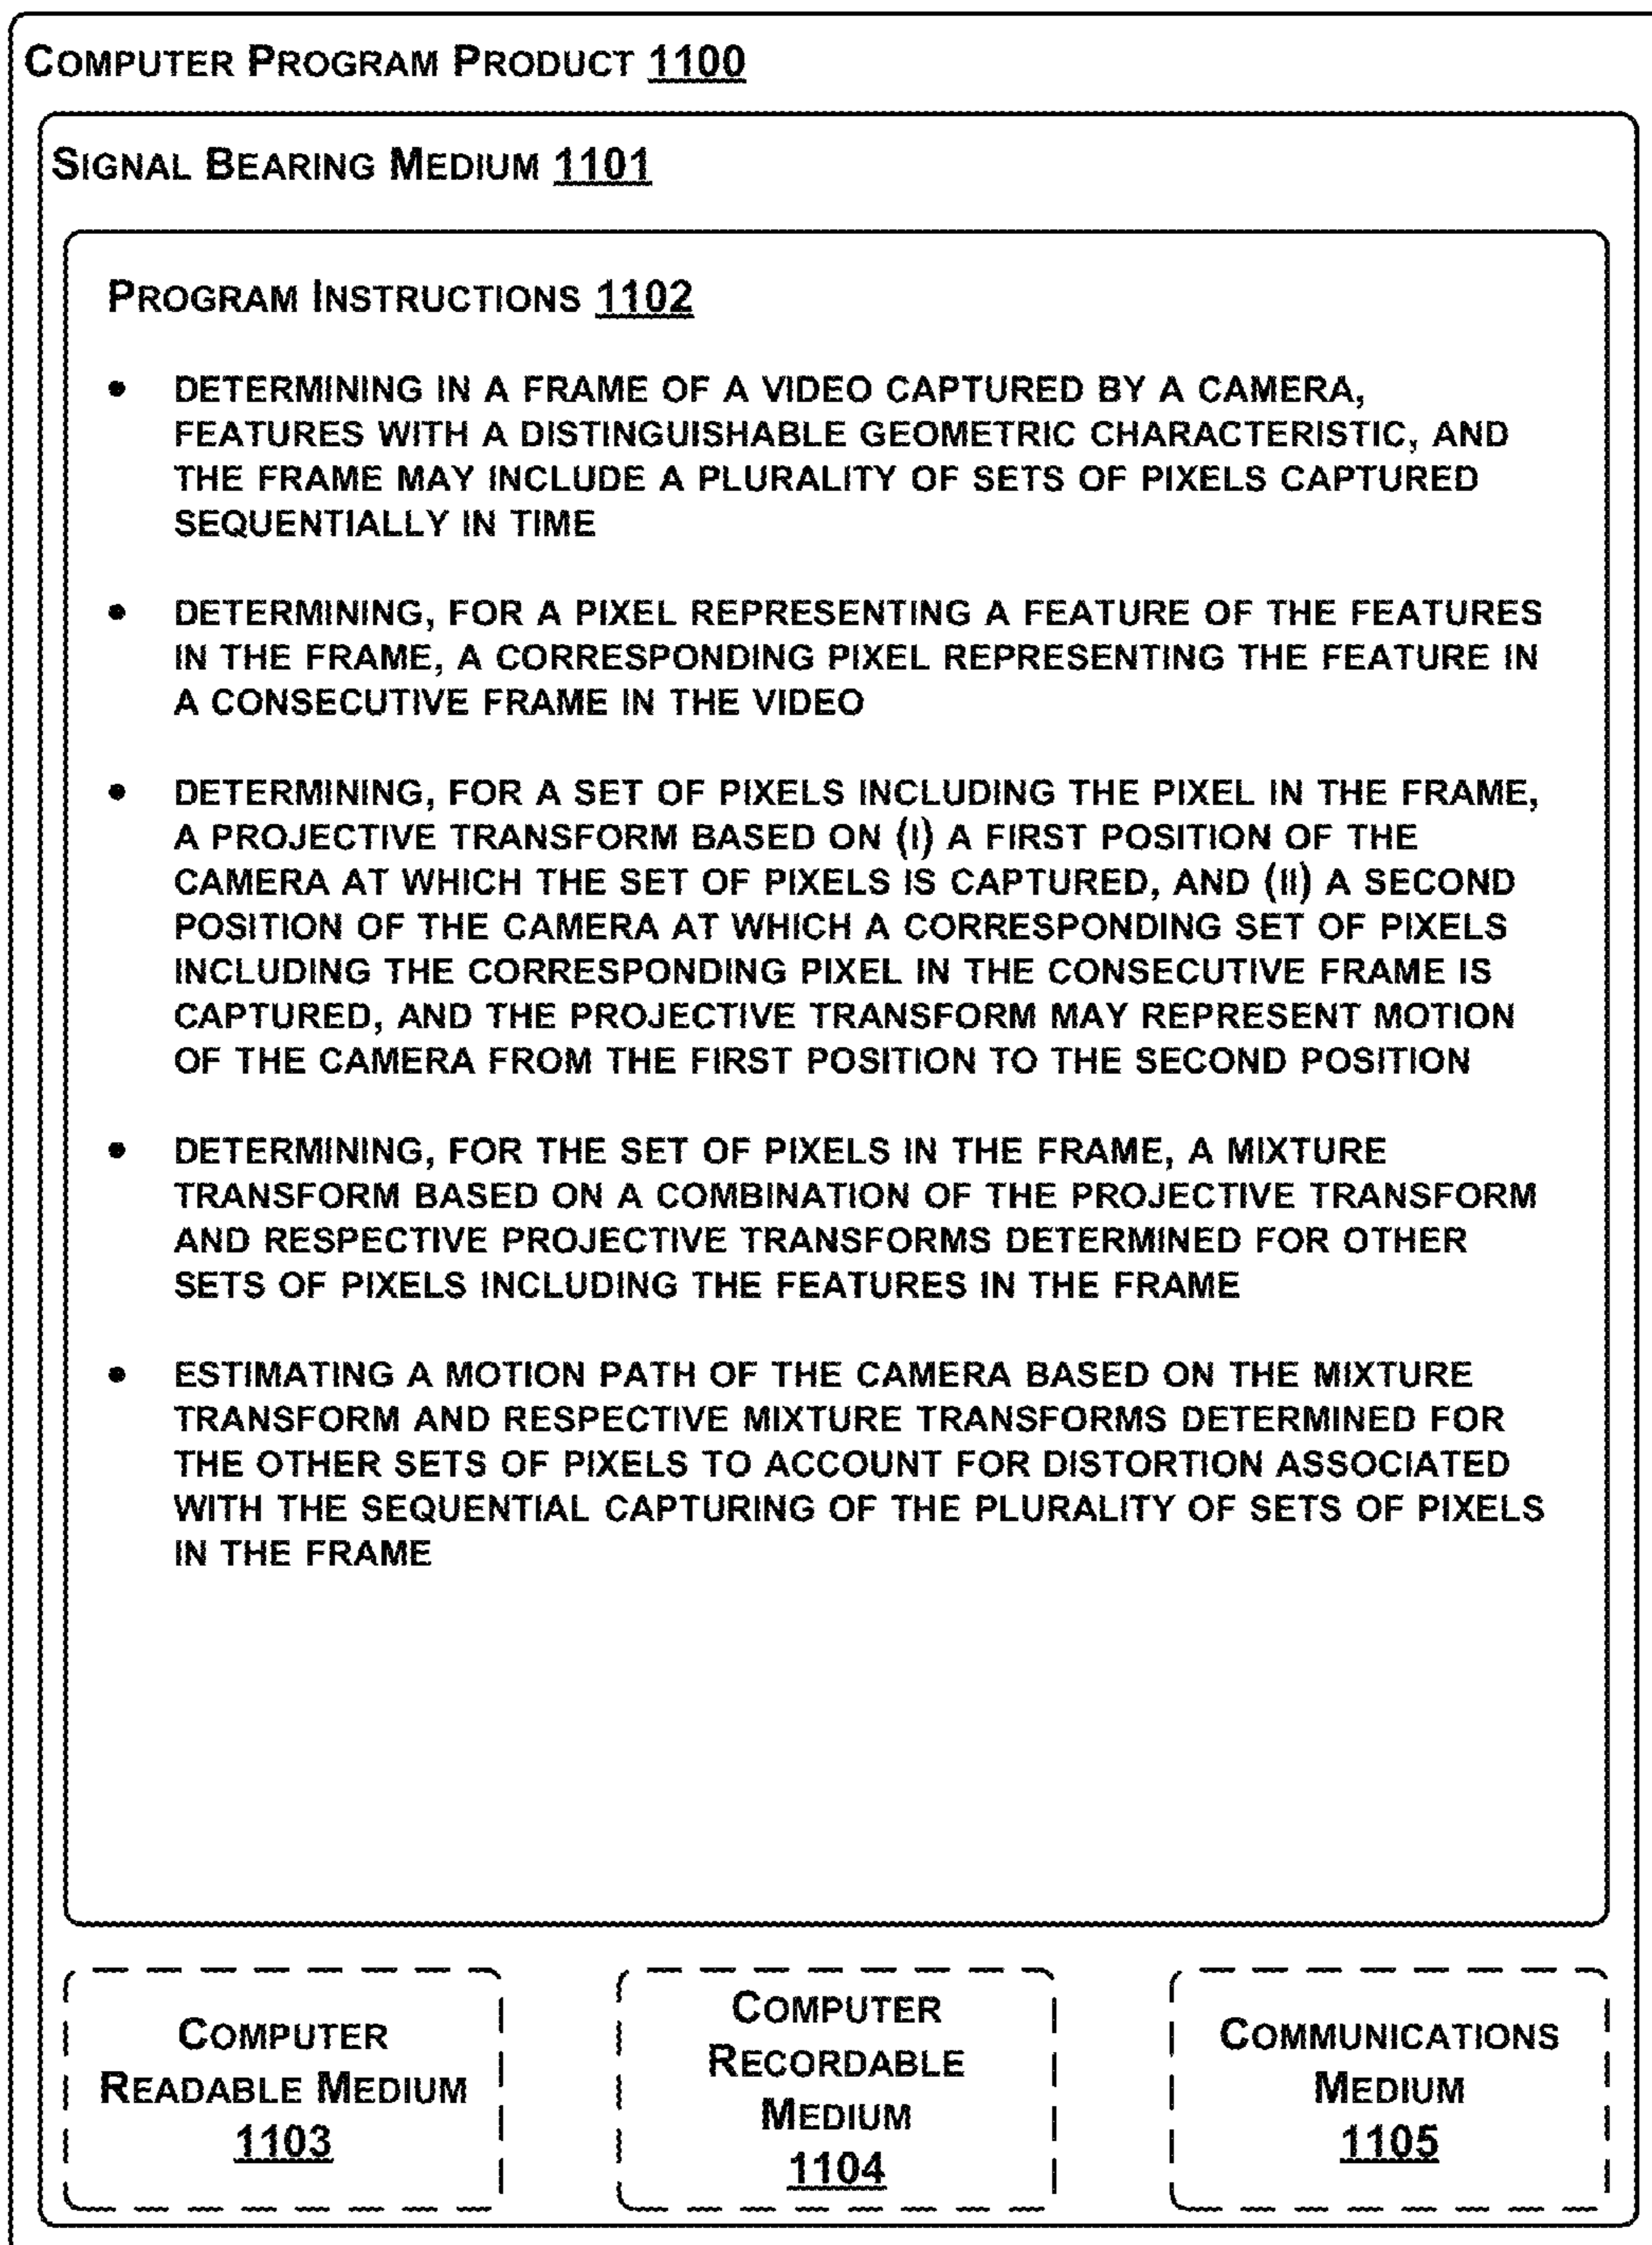 COMPUTER PROGRAM PRODUCT 1100
SIGNAL BEARING MEDIUM 1101
PROGRAM INSTRUCTIONS 1102
• DETERMINING IN A FRAME OF A VIDEO CAPTURED BY A CAMERA,
FEATURES WITH A DISTINGUISHABLE GEOMETRIC CHARACTERISTIC, AND
THE FRAME MAY INCLUDE A PLURALITY OF SETS OF PIXELS CAPTURED
SEQUENTIALLY IN TIME
• DETERMINING, FOR A PIXEL REPRESENTING A FEATURE OF THE FEATURES
IN THE FRAME, A CORRESPONDING PIXEL REPRESENTING THE FEATURE IN
A CONSECUTIVE FRAME IN THE VIDEO
• DETERMINING, FOR A SET OF PIXELS INCLUDING THE PIXEL IN THE FRAME,
A PROJECTIVE TRANSFORM BASED ON (I) A FIRST POSITION OF THE
CAMERA AT WHICH THE SET OF PIXELS IS CAPTURED, AND (II) A SECOND
POSITION OF THE CAMERA AT WHICH A CORRESPONDING SET OF PIXELS
INCLUDING THE CORRESPONDING PIXEL IN THE CONSECUTIVE FRAME IS
CAPTURED, AND THE PROJECTIVE TRANSFORM MAY REPRESENT MOTION
OF THE CAMERA FROM THE FIRST POSITION TO THE SECOND POSITION
• DETERMINING, FOR THE SET OF PIXELS IN THE FRAME, A MIXTURE
TRANSFORM BASED ON A COMBINATION OF THE PROJECTIVE TRANSFORM
AND RESPECTIVE PROJECTIVE TRANSFORMS DETERMINED FOR OTHER
SETS OF PIXELS INCLUDING THE FEATURES IN THE FRAME
• ESTIMATING A MOTION PATH OF THE CAMERA BASED ON THE MIXTURE
TRANSFORM AND RESPECTIVE MIXTURE TRANSFORMS DETERMINED FOR
THE OTHER SETS OF PIXELS TO ACCOUNT FOR DISTORTION ASSOCIATED
WITH THE SEQUENTIAL CAPTURING OF THE PLURALITY OF SETS OF PIXELS
IN THE FRAME
COMPUTER
READABLE MEDIUM
1103
COMPUTER
RECORDABLE
MEDIUM
1104
COMMUNICATIONS
MEDIUM
1105